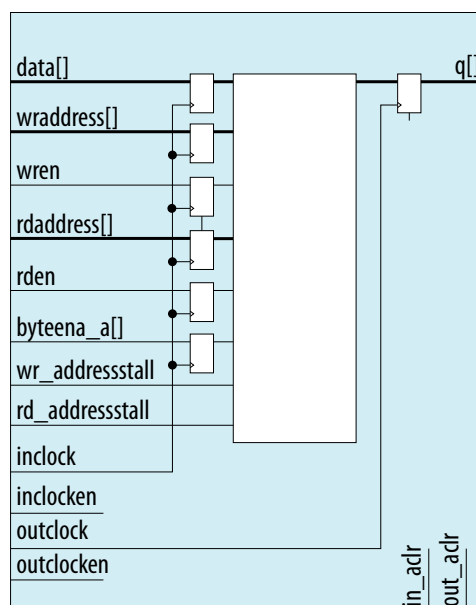 data[]
q[]
wraddress[]
wren
rdaddress[]
rden
byteena_a[]
wr_addressstall
rd_addressstall
inclock
inclocken
outclock
outclocken
in_aclr
out_aclr